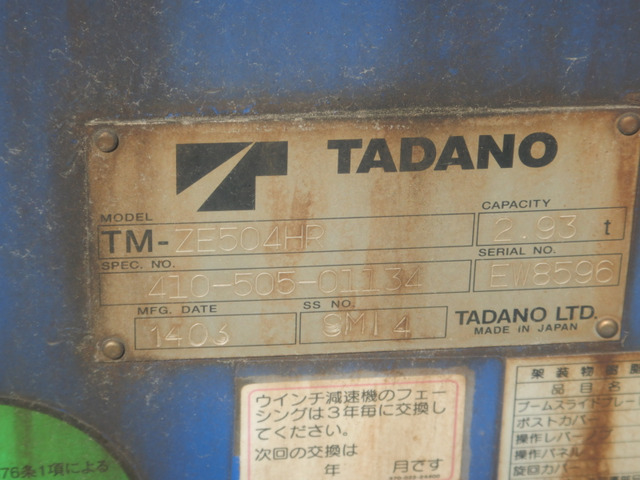 TADANO
MODEL
TM-ZE504HR
CAPACITY
2.93 t
SPEC. NO.
410-505-01134
SERIAL NO.
EW8596
MFG. DATE
1403
SS NO.
SM14
TADANO LTD.
MADE IN JAPAN
ウインチ減速機のフェー
シングは3年毎に交換し
てください。
次回の交換は
年 月です
架装物
品目名
ブームスライドプレー
ポストカバー
操作レバー
操作パネル
旋回カバー
76条1項による